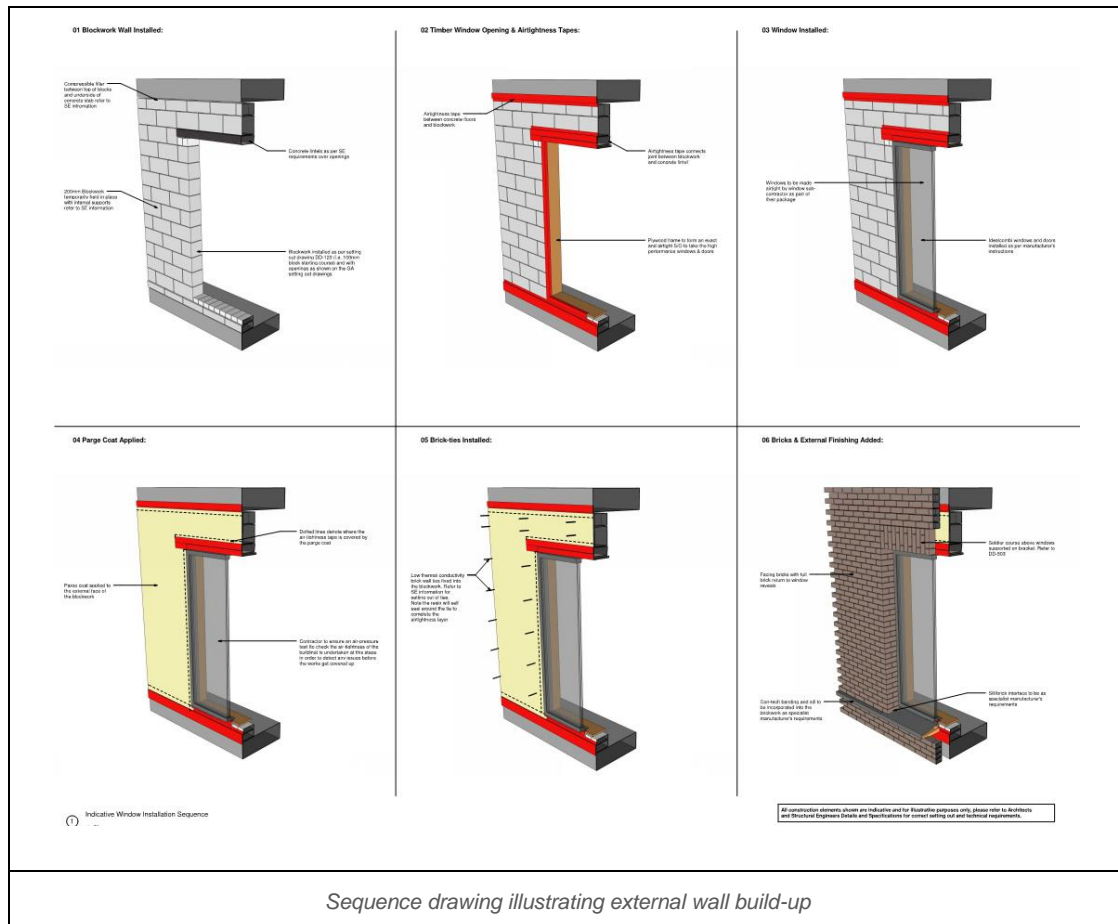 01 Blockwork Wall Installed:
Compressible filler
between top of blocks
and underside of
concrete slab refer to
SE information
Concrete lintels as per SE
requirements over openings
200mm Blockwork
temporarily held in place
with internal supports
refer to SE information
Blockwork installed as per setting
out drawing DD-120 (i.e. 100mm
block starting course) and with
openings as shown on the GA
setting out drawings.
02 Timber Window Opening & Airtightness Tapes:
Airtightness tape
between concrete floors
and blockwork
Airtightness tape connects
joint between blockwork
and concrete lintel
Plywood frame to form an exact
and airtight S/O to take the high
performance windows & doors
03 Window Installed:
Windows to be made
airtight by window sub-
contractor as part of
their package
Idealcombi windows and doors
installed as per manufacturer's
instructions
04 Parge Coat Applied:
Dotted lines denote where the
air-tightness tape is covered by
the parge coat
Parge coat applied to
the external face of
the blockwork
Contractor to ensure an air-pressure
test (to check the air-tightness of the
building) is undertaken at this stage
in order to detect any issues before
the works get covered up
05 Brick-ties Installed:
Low thermal conductivity
brick wall ties fixed into
the blockwork. Refer to
SE information for
setting out of ties.
Note the resin will self
seal around the tie to
complete the
airtightness layer
06 Bricks & External Finishing Added:
Soldier course above windows
supported on bracket. Refer to
DD-503
Facing bricks with full
brick return to window
reveals
Con-tech banding and sill to
be incorporated into the
brickwork as specialist
manufacturer's requirements
Sill/brick interface to be as
specialist manufacturer's
requirements
1
Indicative Window Installation Sequence
All construction elements shown are indicative and for illustrative purposes only, please refer to Architects
and Structural Engineers Details and Specifications for correct setting out and technical requirements.
Sequence drawing illustrating external wall build-up